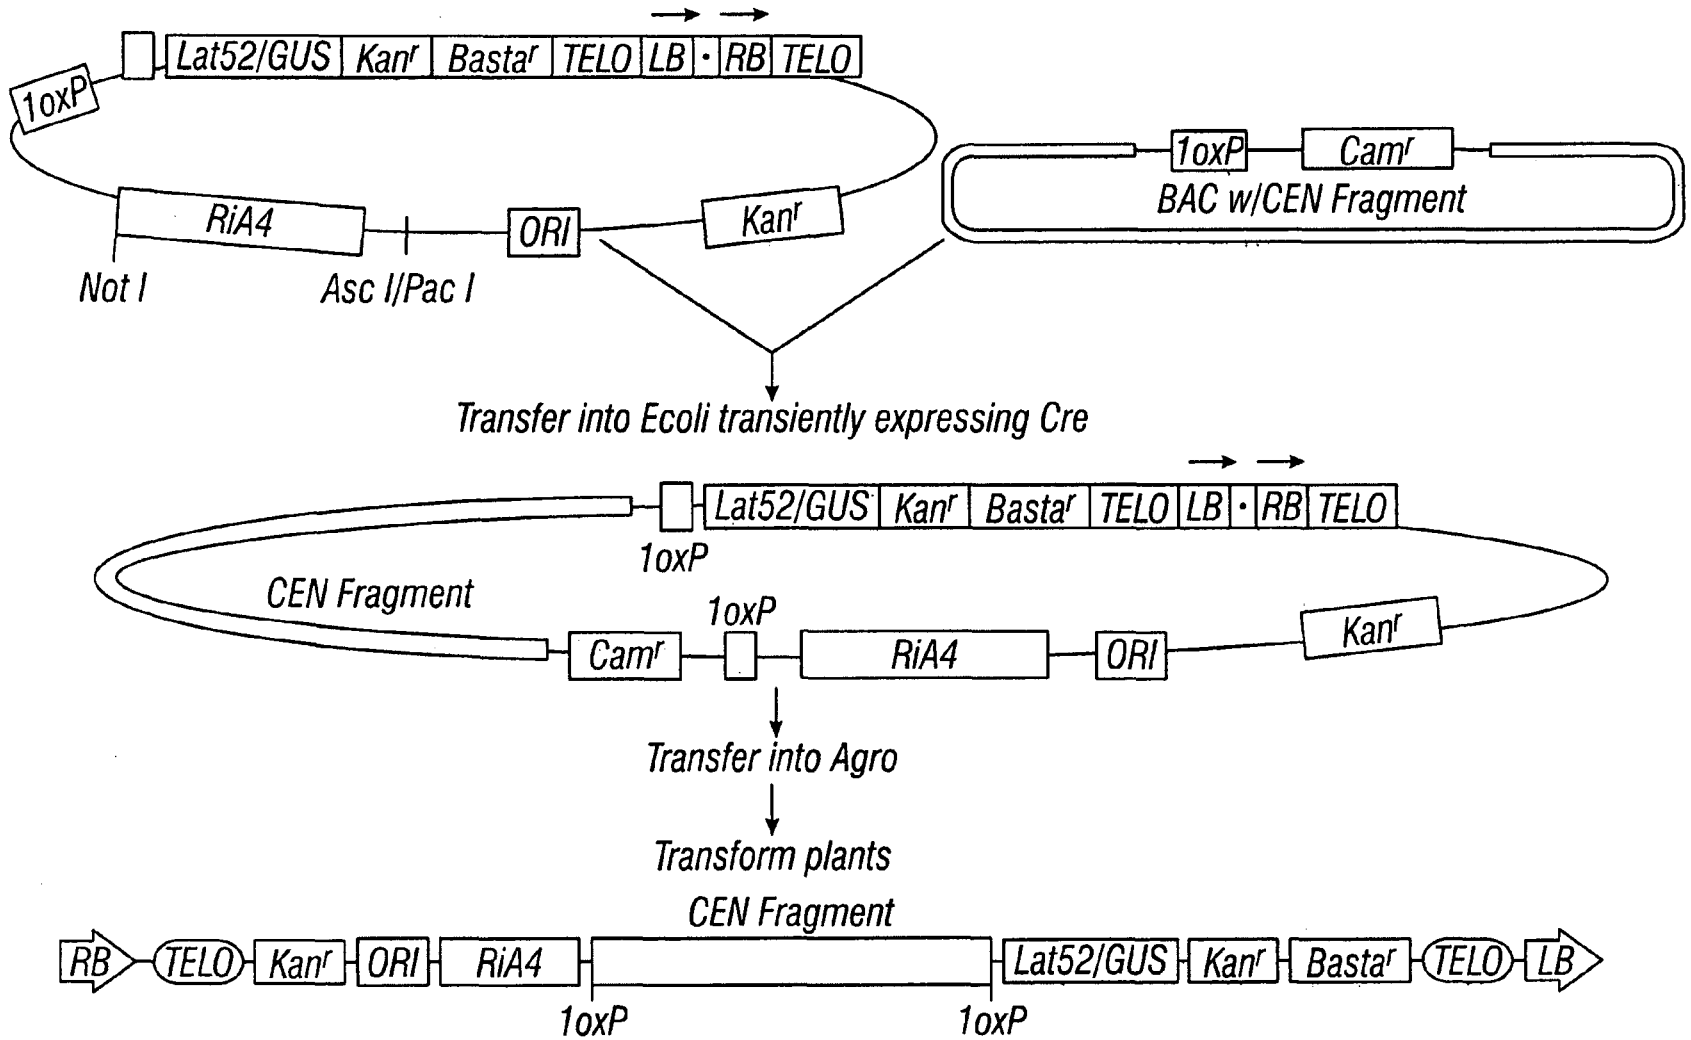 Lat52/GUS Kanʳ Bastaʳ TELO LB • RB TELO
1oxP
1oxP Camʳ
BAC w/CEN Fragment
RiA4 ORI Kanʳ
Not I Asc I/Pac I
Transfer into Ecoli transiently expressing Cre
Lat52/GUS Kanʳ Bastaʳ TELO LB • RB TELO
1oxP
CEN Fragment
1oxP
Camʳ RiA4 ORI Kanʳ
Transfer into Agro
Transform plants
CEN Fragment
RB TELO Kanʳ ORI RiA4 Lat52/GUS Kanʳ Bastaʳ TELO LB
1oxP 1oxP